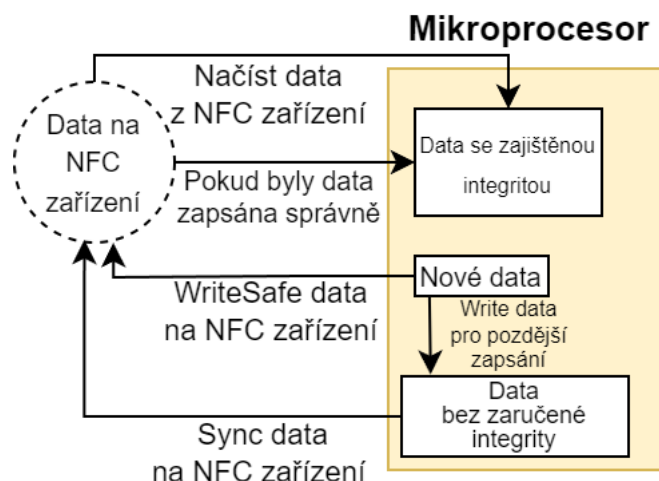 Mikroprocesor
Načíst data
z NFC zařízení
Data na
NFC
zařízení
Data se zajištěnou
integritou
Pokud byly data
zapsána správně
Nové data
WriteSafe data
na NFC zařízení
Write data
pro pozdější
zapsání
Data
bez zaručené
integrity
Sync data
na NFC zařízení